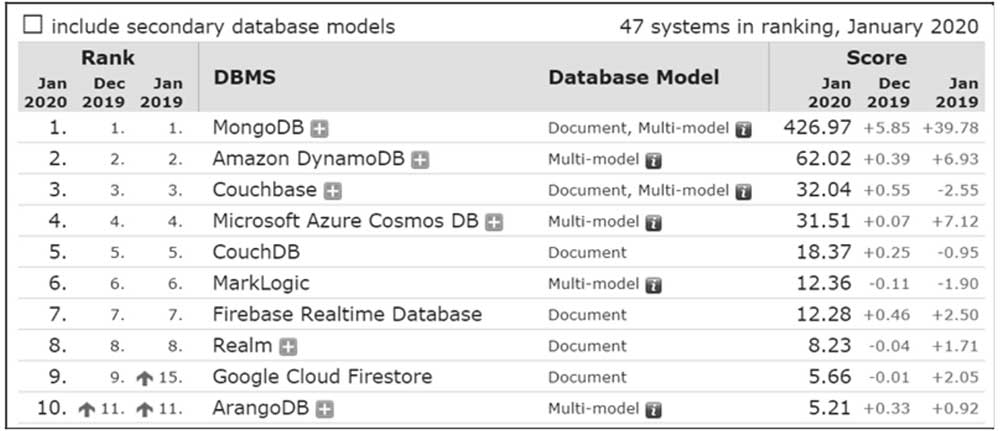 include secondary database models 47 systems in ranking, January 2020
Rank Score
DBMS Database Model
Jan Dec Jan Jan Dec Jan
2020 2019 2019 2020 2019 2019
1. 1. 1. MongoDB + Document, Multi-model i 426.97 +5.85 +39.78
2. 2. 2. Amazon DynamoDB + Multi-model i 62.02 +0.39 +6.93
3. 3. 3. Couchbase + Document, Multi-model i 32.04 +0.55 -2.55
4. 4. 4. Microsoft Azure Cosmos DB + Multi-model i 31.51 +0.07 +7.12
5. 5. 5. CouchDB Document 18.37 +0.25 -0.95
6. 6. 6. MarkLogic Multi-model i 12.36 -0.11 -1.90
7. 7. 7. Firebase Realtime Database Document 12.28 +0.46 +2.50
8. 8. 8. Realm + Document 8.23 -0.04 +1.71
9. 9. 15. Google Cloud Firestore Document 5.66 -0.01 +2.05
10. 11. 11. ArangoDB + Multi-model i 5.21 +0.33 +0.92